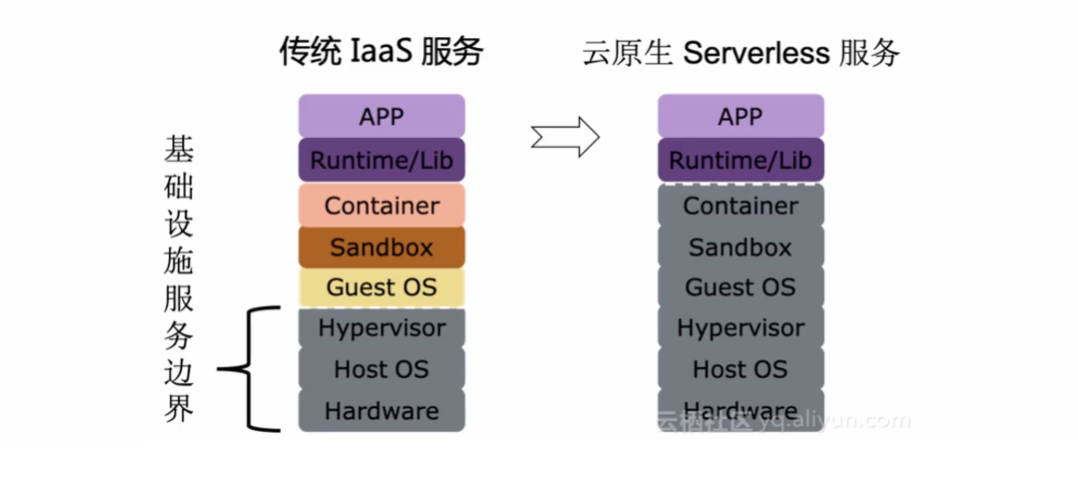 传统 IaaS 服务
云原生 Serverless 服务
基础设施服务边界
APP
Runtime/Lib
Container
Sandbox
Guest OS
Hypervisor
Host OS
Hardware
APP
Runtime/Lib
Container
Sandbox
Guest OS
Hypervisor
Host OS
Hardware
云栖社区 yq.aliyun.com